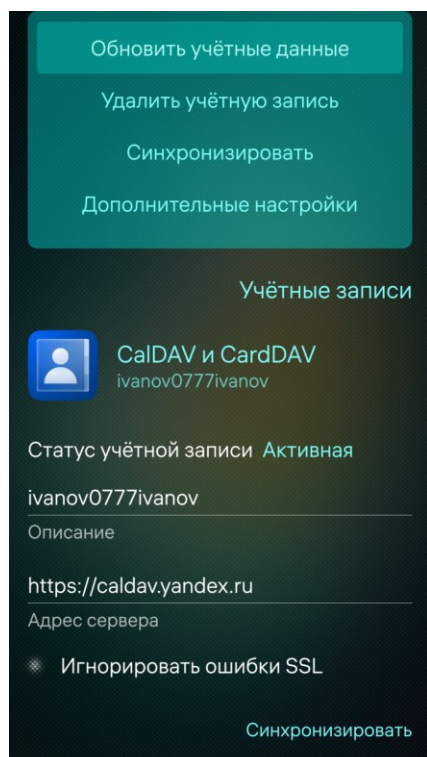 Обновить учётные данные
Удалить учётную запись
Синхронизировать
Дополнительные настройки
Учётные записи
CalDAV и CardDAV
ivanov0777ivanov
Статус учётной записи Активная
ivanov0777ivanov
Описание
https://caldav.yandex.ru
Адрес сервера
Игнорировать ошибки SSL
Синхронизировать